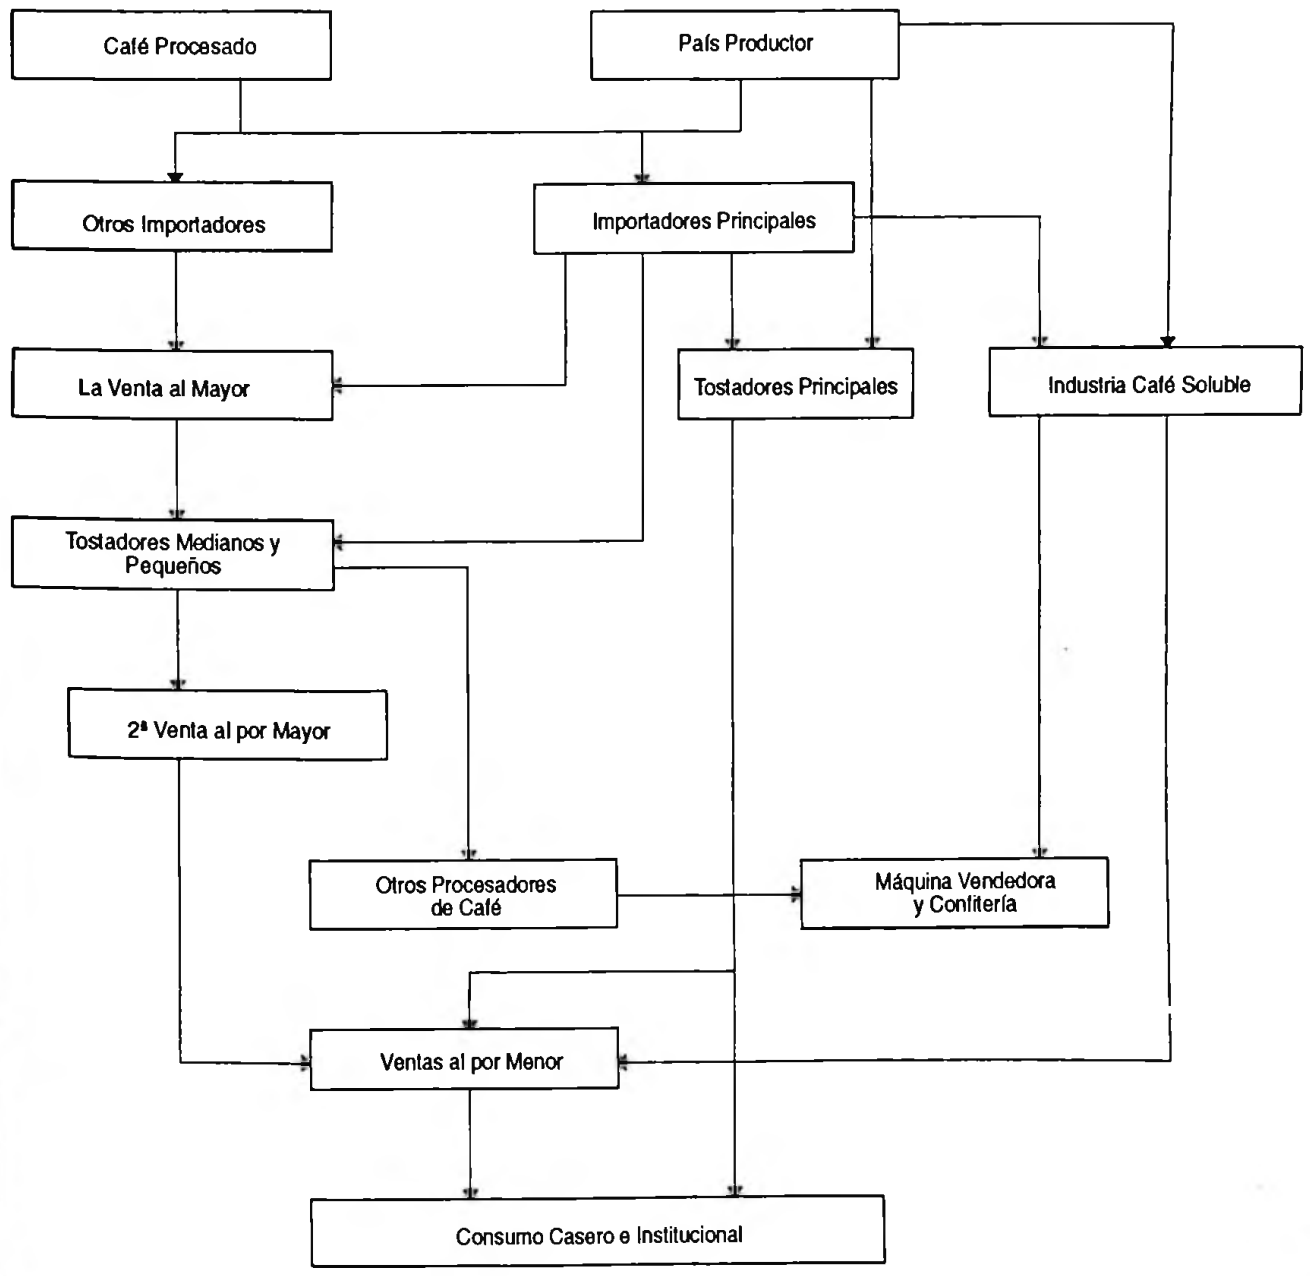 Café Procesado
País Productor
Otros Importadores
Importadores Principales
La Venta al Mayor
Tostadores Principales
Industria Café Soluble
Tostadores Medianos y
Pequeños
2ª Venta al por Mayor
Otros Procesadores
de Café
Máquina Vendedora
y Confitería
Ventas al por Menor
Consumo Casero e Institucional